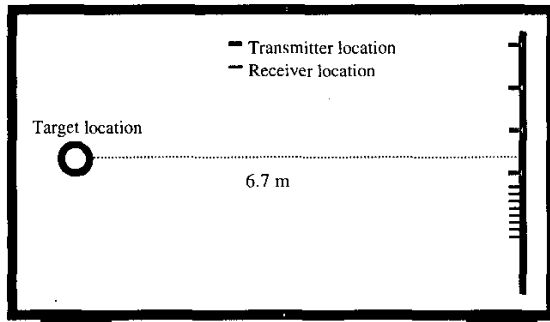 Transmitter location
Receiver location
Target location
6.7 m